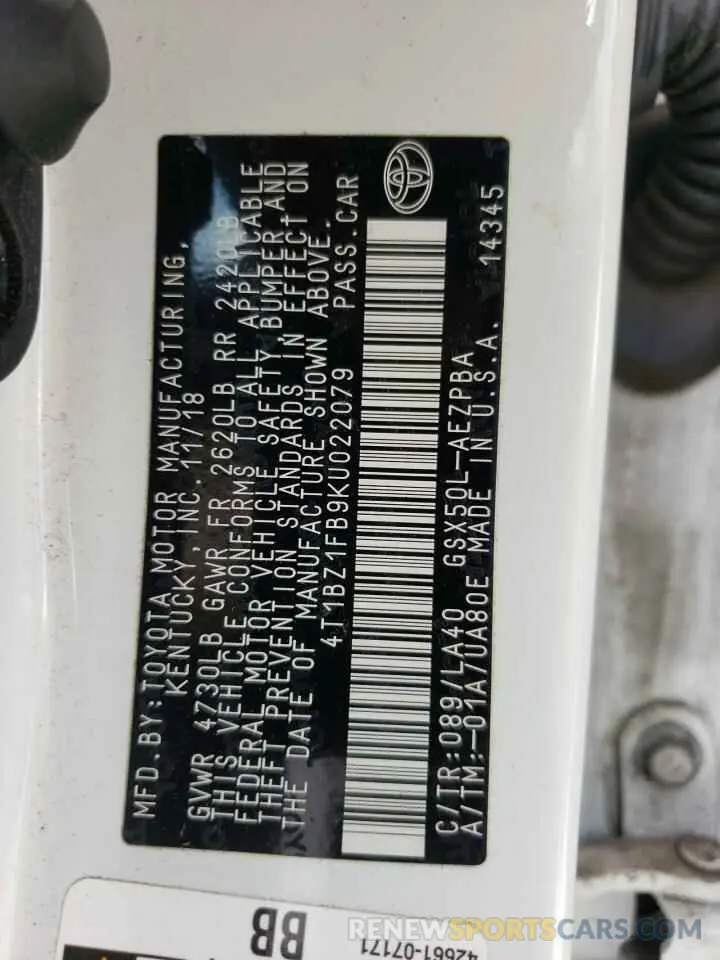 MFD.BY:TOYOTA MOTOR MANUFACTURING,
KENTUCKY,INC.11/18
GVWR 4730LB GAWR FR 2620LB RR 2420LB
THIS VEHICLE CONFORMS TO ALL APPLICABLE
FEDERAL MOTOR VEHICLE SAFETY BUMPER AND
THEFT PREVENTION STANDARDS IN EFFECT ON
THE DATE OF MANUFACTURE SHOWN ABOVE.
4T1BZ1FB9KU022079 PASS.CAR
C/TR:089/LA40 GSX50L-AEZPBA
A/TM:-01A/UA80E MADE IN U.S.A. 14345
BB
42661-07171
RENEWSPORTSCARS.COM